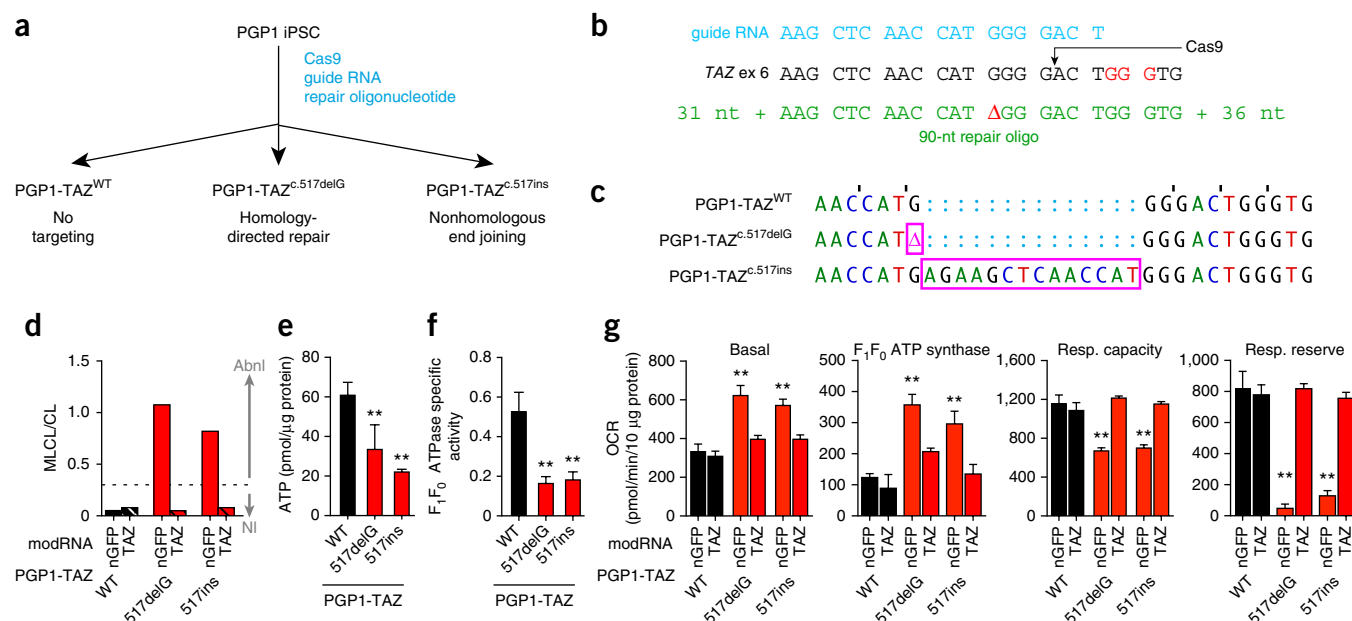 a
PGP1 iPSC
Cas9
guide RNA
repair oligonucleotide
PGP1-TAZWT
No
targeting
PGP1-TAZc.517delG
Homology-
directed repair
PGP1-TAZc.517ins
Nonhomologous
end joining
b
guide RNA AAG CTC AAC CAT GGG GAC T
Cas9
TAZ ex 6 AAG CTC AAC CAT GGG GAC TGG GTG
31 nt + AAG CTC AAC CAT ΔGG GAC TGG GTG + 36 nt
90-nt repair oligo
c
PGP1-TAZWT AACCATG::::::::::::::GGGACTGGGTG
PGP1-TAZc.517delG AACCATΔ::::::::::::::GGGACTGGGTG
PGP1-TAZc.517ins AACCATGAGAAGCTCAACCATGGGACTGGGTG
d
MLCL/CL
1.5
1.0
0.5
0
Abnl
Nl
modRNA
nGFP TAZ nGFP TAZ nGFP TAZ
PGP1-TAZ
WT 517delG 517ins
e
ATP (pmol/μg protein)
80
60
40
20
0
** **
WT 517delG 517ins
PGP1-TAZ
f
F1F0 ATPase specific
activity
0.8
0.6
0.4
0.2
0
** **
WT 517delG 517ins
PGP1-TAZ
g
OCR
(pmol/min/10 μg protein)
Basal
800
600
400
200
0
** **
nGFP TAZ nGFP TAZ nGFP TAZ
WT 517delG 517ins
F1F0 ATP synthase
500
400
300
200
100
0
** **
nGFP TAZ nGFP TAZ nGFP TAZ
WT 517delG 517ins
Resp. capacity
1,600
1,200
900
600
300
0
** **
nGFP TAZ nGFP TAZ nGFP TAZ
WT 517delG 517ins
Resp. reserve
1,000
800
600
400
200
0
** **
nGFP TAZ nGFP TAZ nGFP TAZ
WT 517delG 517ins
modRNA
PGP1-TAZ